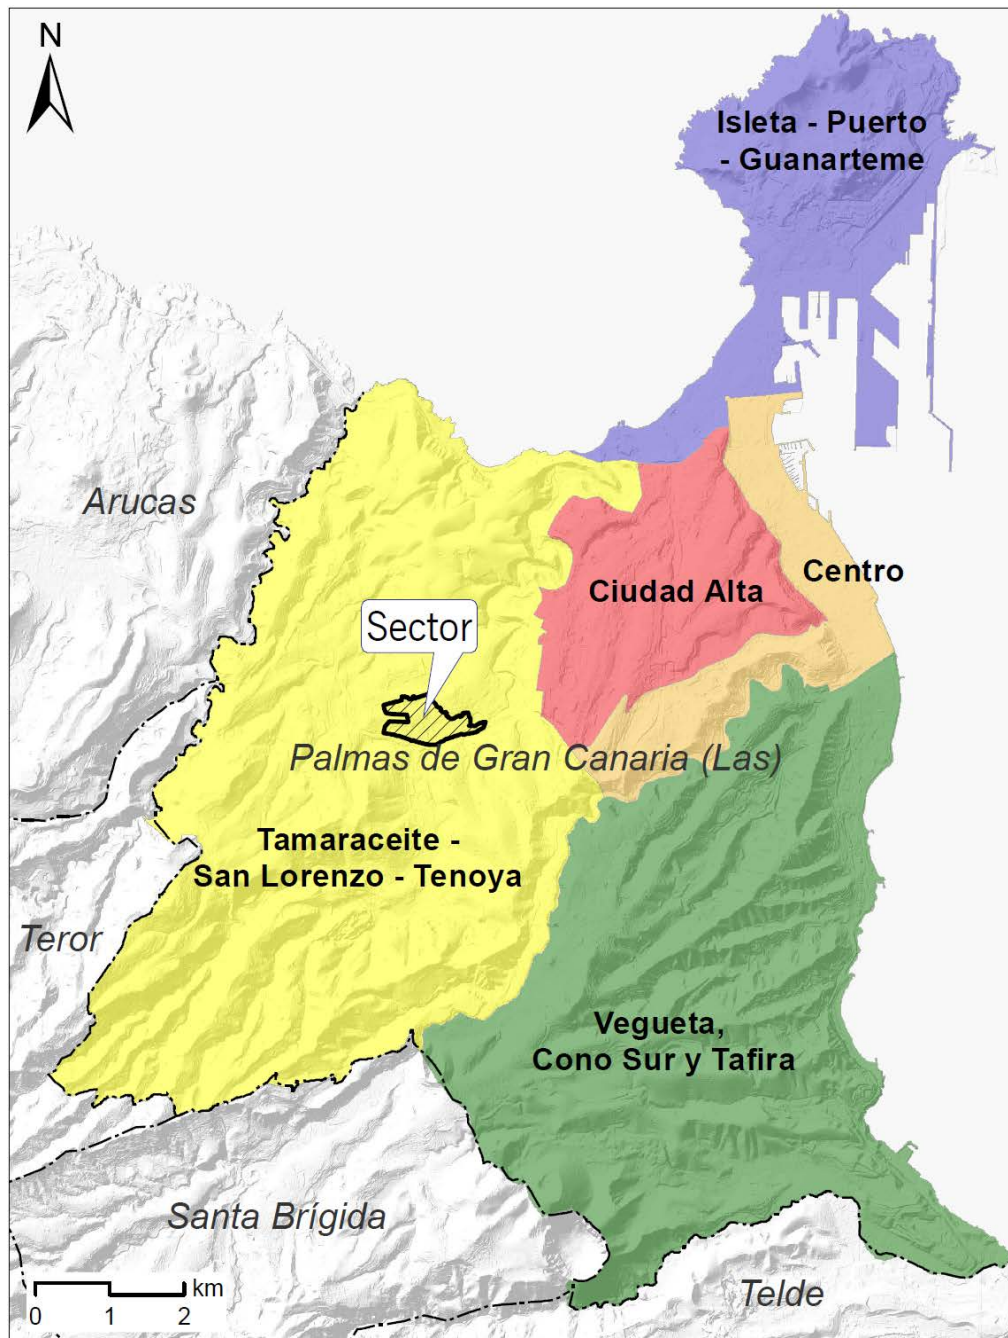 N
Isleta - Puerto
- Guanarteme
Arucas
Ciudad Alta
Centro
Sector
Palmas de Gran Canaria (Las)
Tamaraceite -
San Lorenzo - Tenoya
Teror
Vegueta,
Cono Sur y Tafira
Santa Brígida
Telde
km
0 1 2